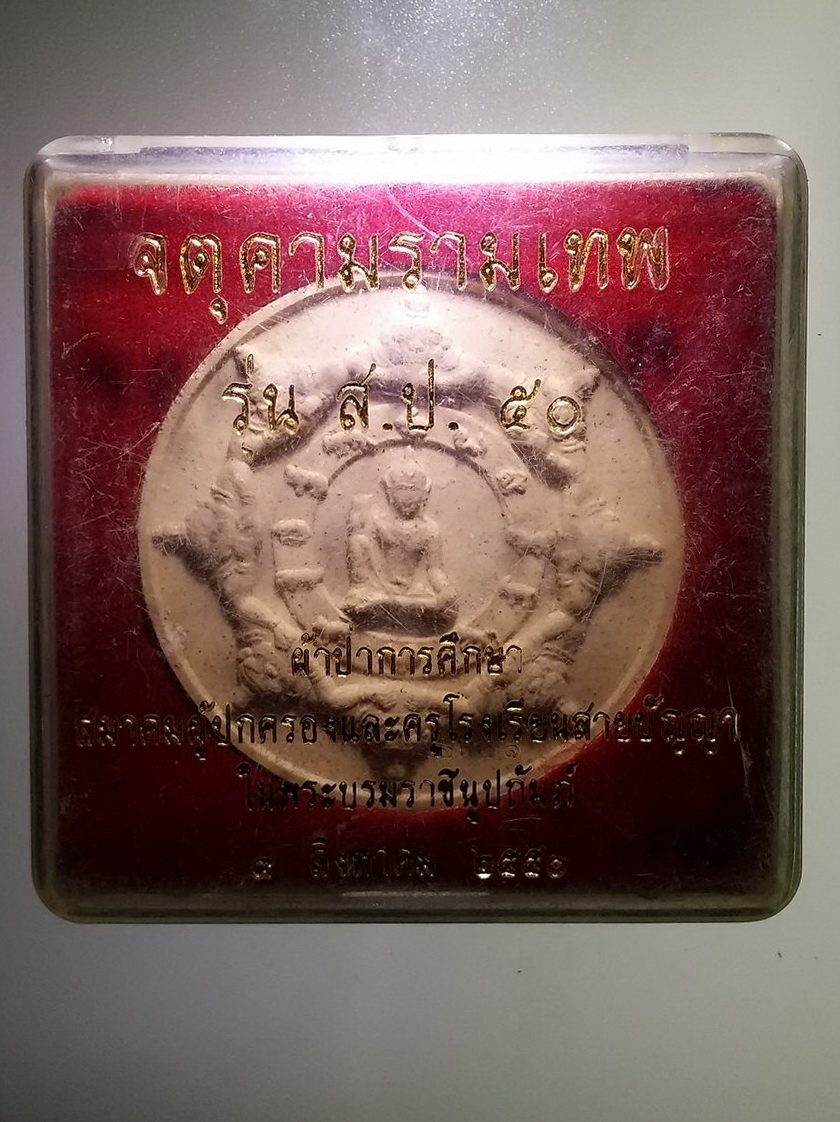 จตุคามรามเทพ
รุ่น ส.ป. ๕๐
ผ้าป่าการศึกษา
สมาคมผู้ปกครองและครูโรงเรียนสายปัญญา
ในพระบรมราชินูปถัมภ์
สิงหาคม ๒๕๕๐